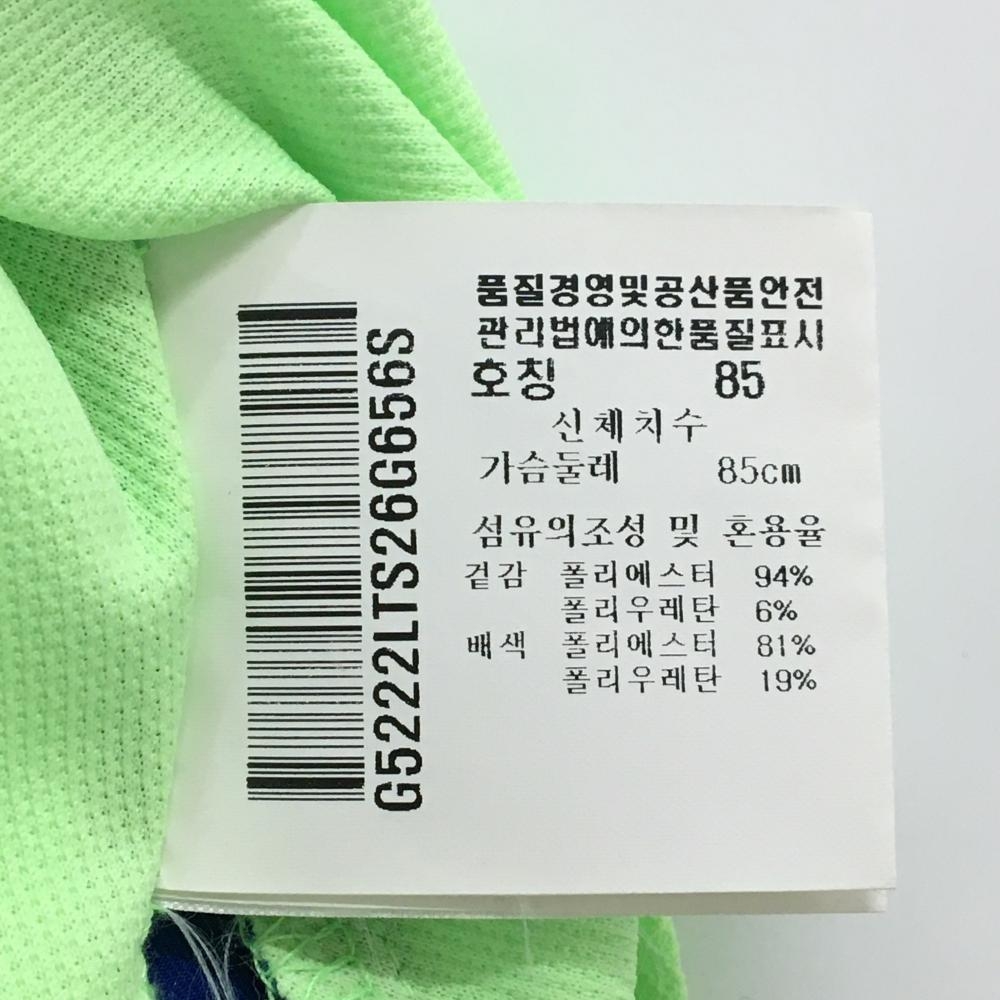 품질경영및공산품안전
관리법에의한품질표시
호칭 85
신체치수
가슴둘레 85cm
섬유의조성 및 혼용율
겉감 폴리에스터 94%
폴리우레탄 6%
배색 폴리에스터 81%
폴리우레탄 19%
G5222LTS26G656S